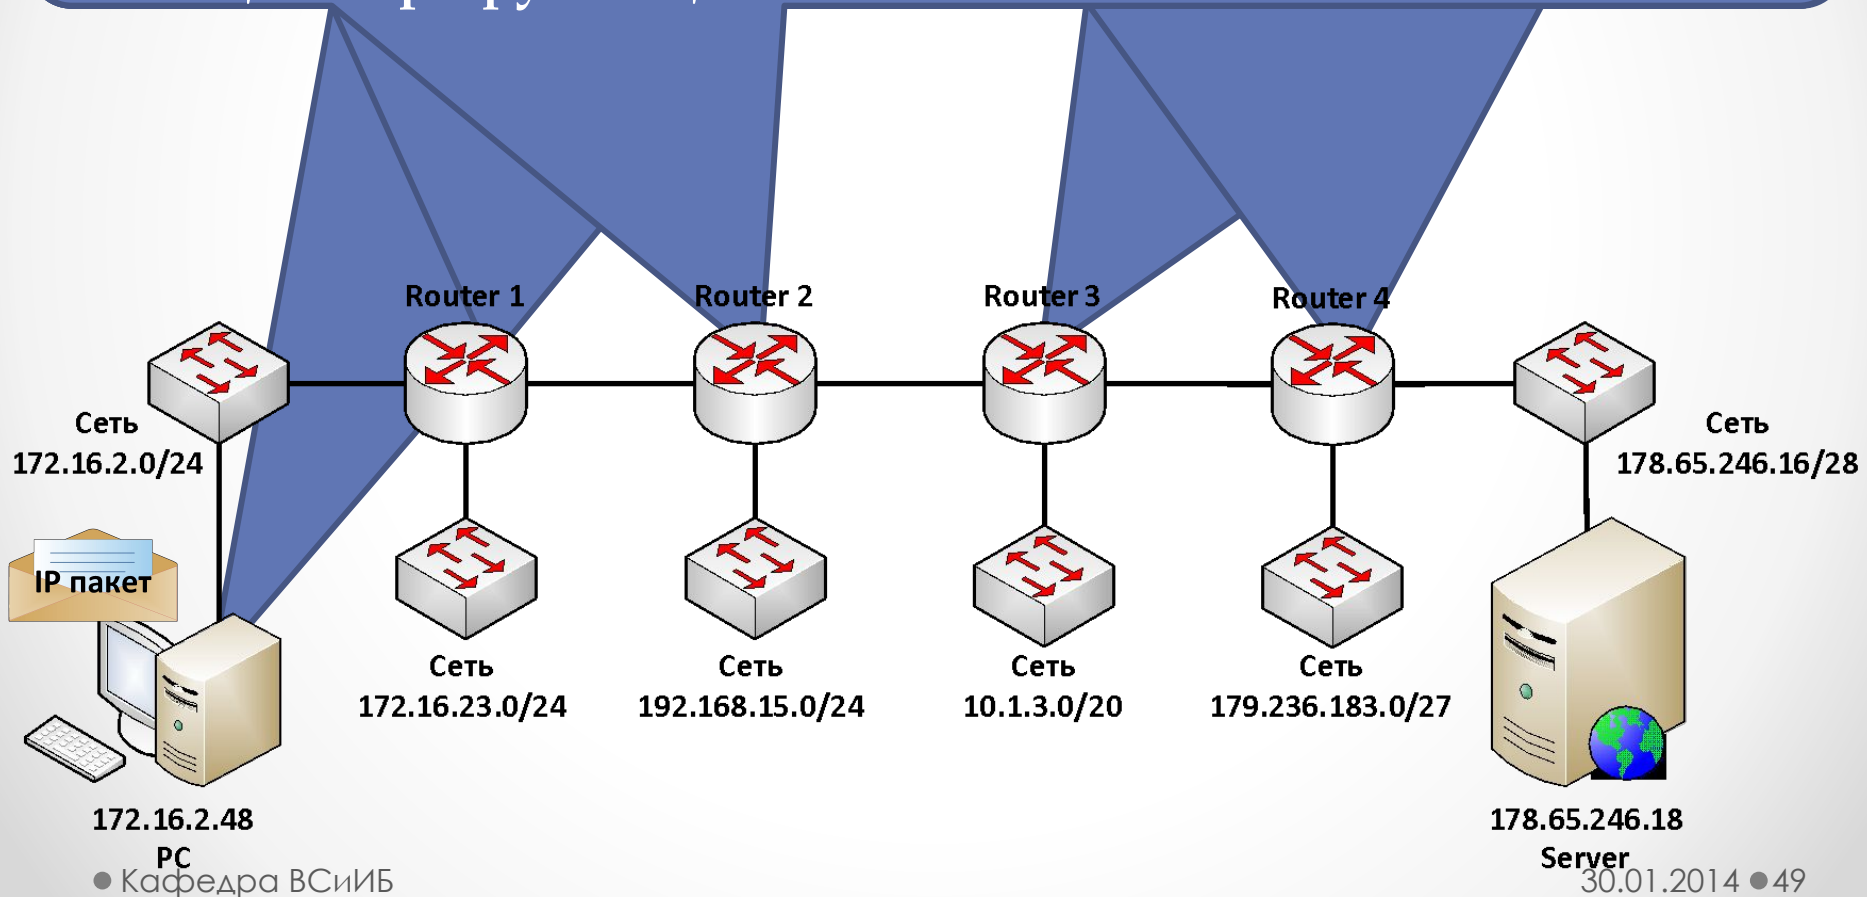 Router 1
Router 2
Router 3
Router 4
Сеть
172.16.2.0/24
Сеть
178.65.246.16/28
IP пакет
Сеть
172.16.23.0/24
Сеть
192.168.15.0/24
Сеть
10.1.3.0/20
Сеть
179.236.183.0/27
172.16.2.48
PC
178.65.246.18
Server
Кафедра ВСиИБ
30.01.2014
49